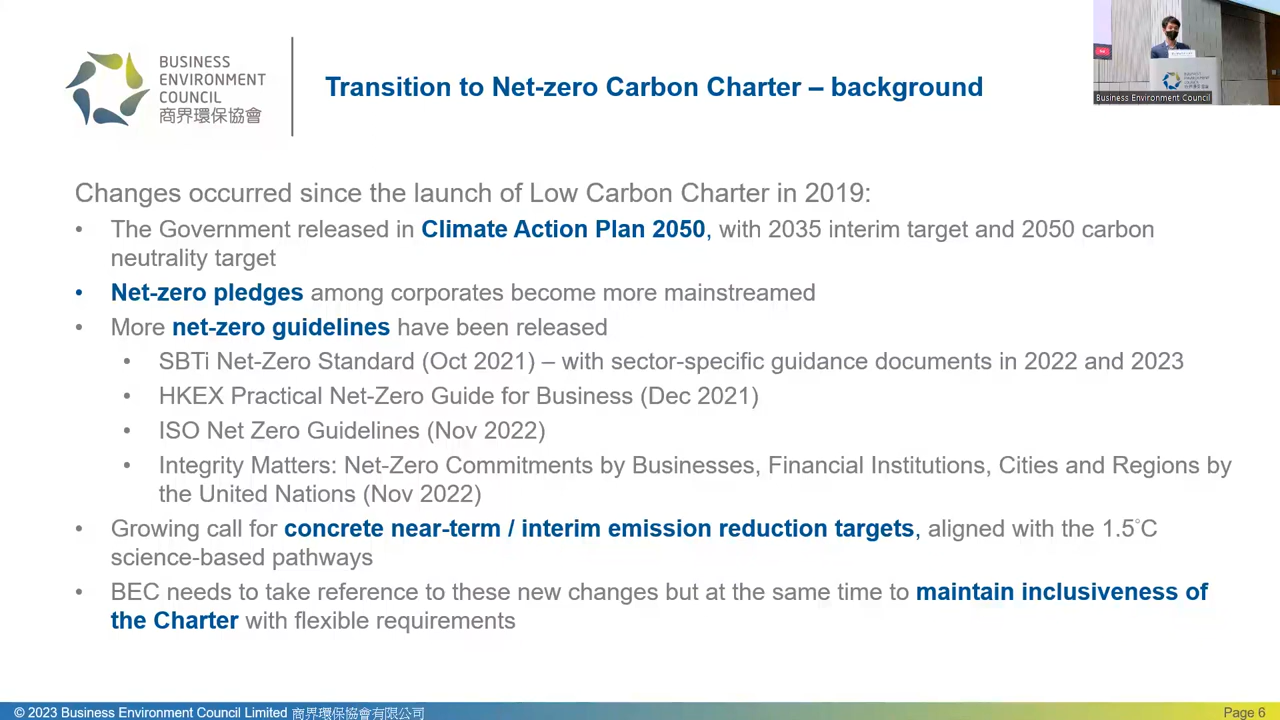 BUSINESS
ENVIRONMENT
COUNCIL
商界環保協會
Transition to Net-zero Carbon Charter – background
Business Environment Council
Changes occurred since the launch of Low Carbon Charter in 2019:
• The Government released in Climate Action Plan 2050, with 2035 interim target and 2050 carbon
neutrality target
• Net-zero pledges among corporates become more mainstreamed
• More net-zero guidelines have been released
• SBTi Net-Zero Standard (Oct 2021) – with sector-specific guidance documents in 2022 and 2023
• HKEX Practical Net-Zero Guide for Business (Dec 2021)
• ISO Net Zero Guidelines (Nov 2022)
• Integrity Matters: Net-Zero Commitments by Businesses, Financial Institutions, Cities and Regions by
the United Nations (Nov 2022)
• Growing call for concrete near-term / interim emission reduction targets, aligned with the 1.5°C
science-based pathways
• BEC needs to take reference to these new changes but at the same time to maintain inclusiveness of
the Charter with flexible requirements
© 2023 Business Environment Council Limited 商界環保協會有限公司
Page 6